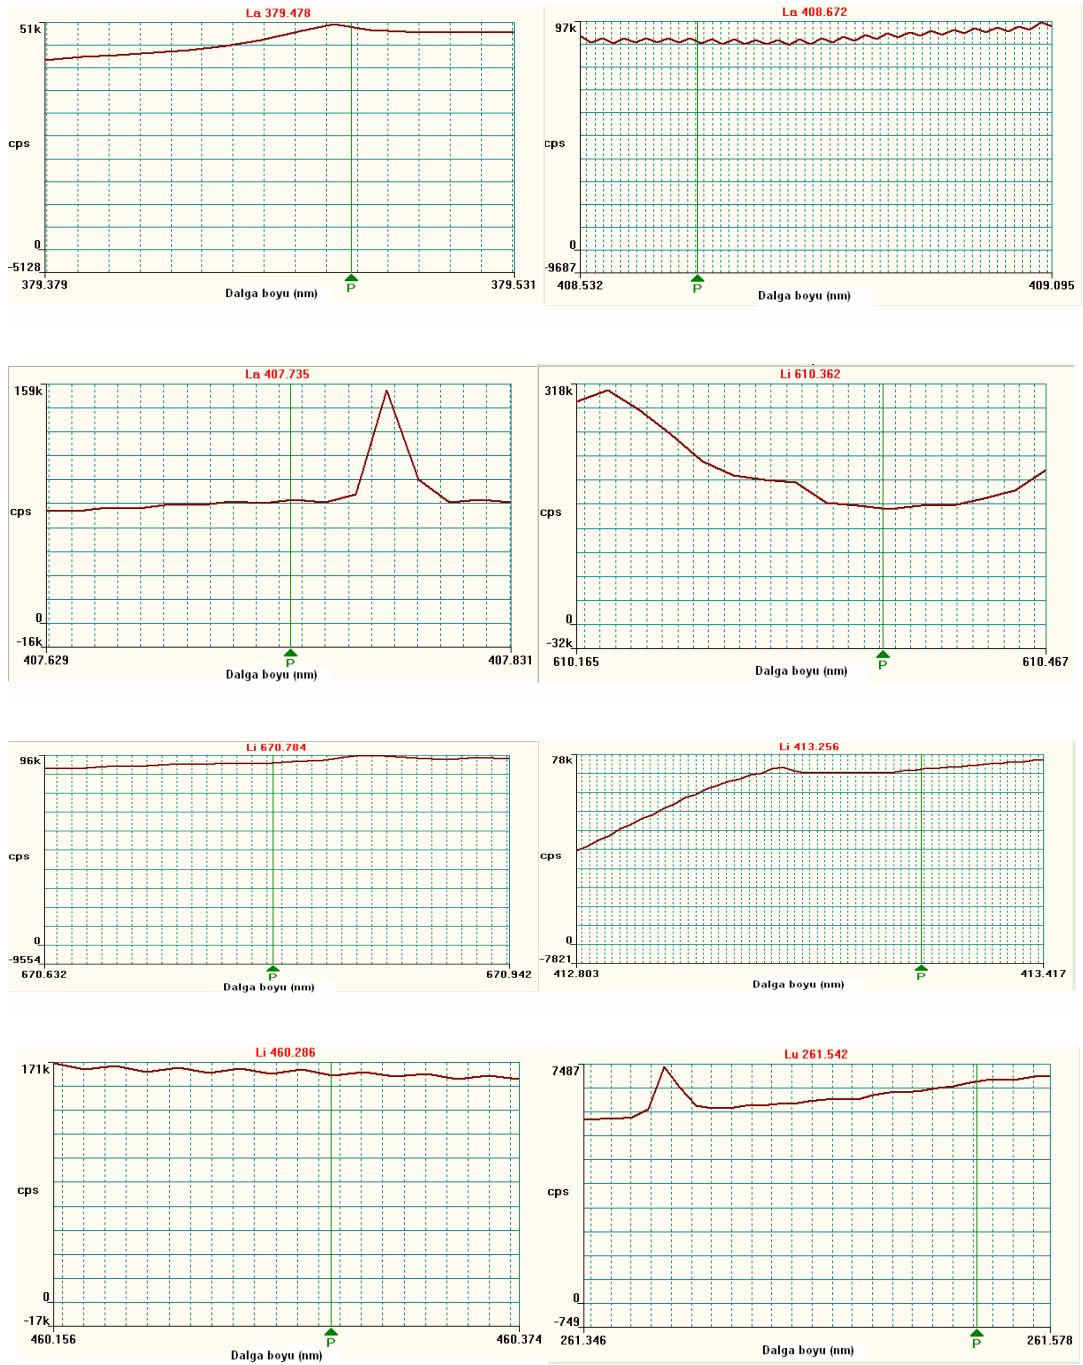 La 379.478
51k
cps
0
-5128
379.379
379.531
P
Dalga boyu (nm)
La 408.672
97k
cps
0
-9687
408.532
409.095
P
Dalga boyu (nm)
La 407.735
159k
cps
0
-16k
407.629
407.831
P
Dalga boyu (nm)
Li 610.362
318k
cps
0
-32k
610.165
610.467
P
Dalga boyu (nm)
Li 670.784
96k
cps
0
-9554
670.632
670.942
P
Dalga boyu (nm)
Li 413.256
78k
cps
0
-7821
412.803
413.417
P
Dalga boyu (nm)
Li 460.286
171k
cps
0
-17k
460.156
460.374
P
Dalga boyu (nm)
Lu 261.542
7487
cps
0
-749
261.346
261.578
P
Dalga boyu (nm)